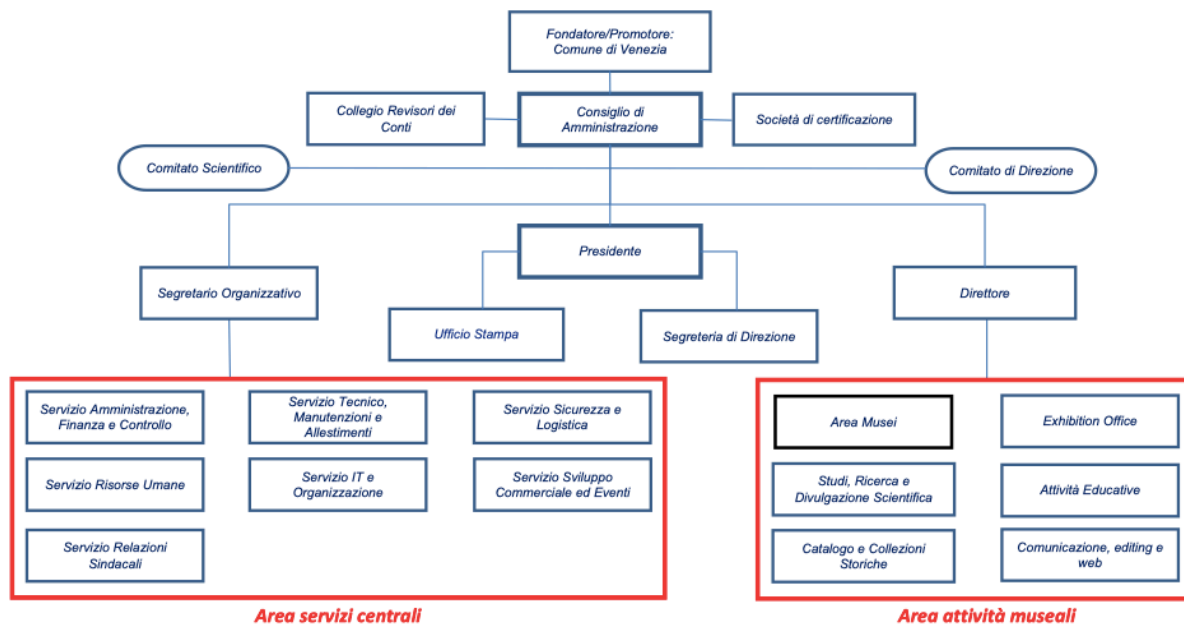 Fondatore/Promotore:
Comune di Venezia
Collegio Revisori dei
Conti
Consiglio di
Amministrazione
Società di certificazione
Comitato Scientifico
Comitato di Direzione
Presidente
Segretario Organizzativo
Direttore
Ufficio Stampa
Segreteria di Direzione
Servizio Amministrazione,
Finanza e Controllo
Servizio Tecnico,
Manutenzioni e
Allestimenti
Servizio Sicurezza e
Logistica
Servizio Risorse Umane
Servizio IT e
Organizzazione
Servizio Sviluppo
Commerciale ed Eventi
Servizio Relazioni
Sindacali
Area servizi centrali
Area Musei
Exhibition Office
Studi, Ricerca e
Divulgazione Scientifica
Attività Educative
Catalogo e Collezioni
Storiche
Comunicazione, editing e
web
Area attività museali